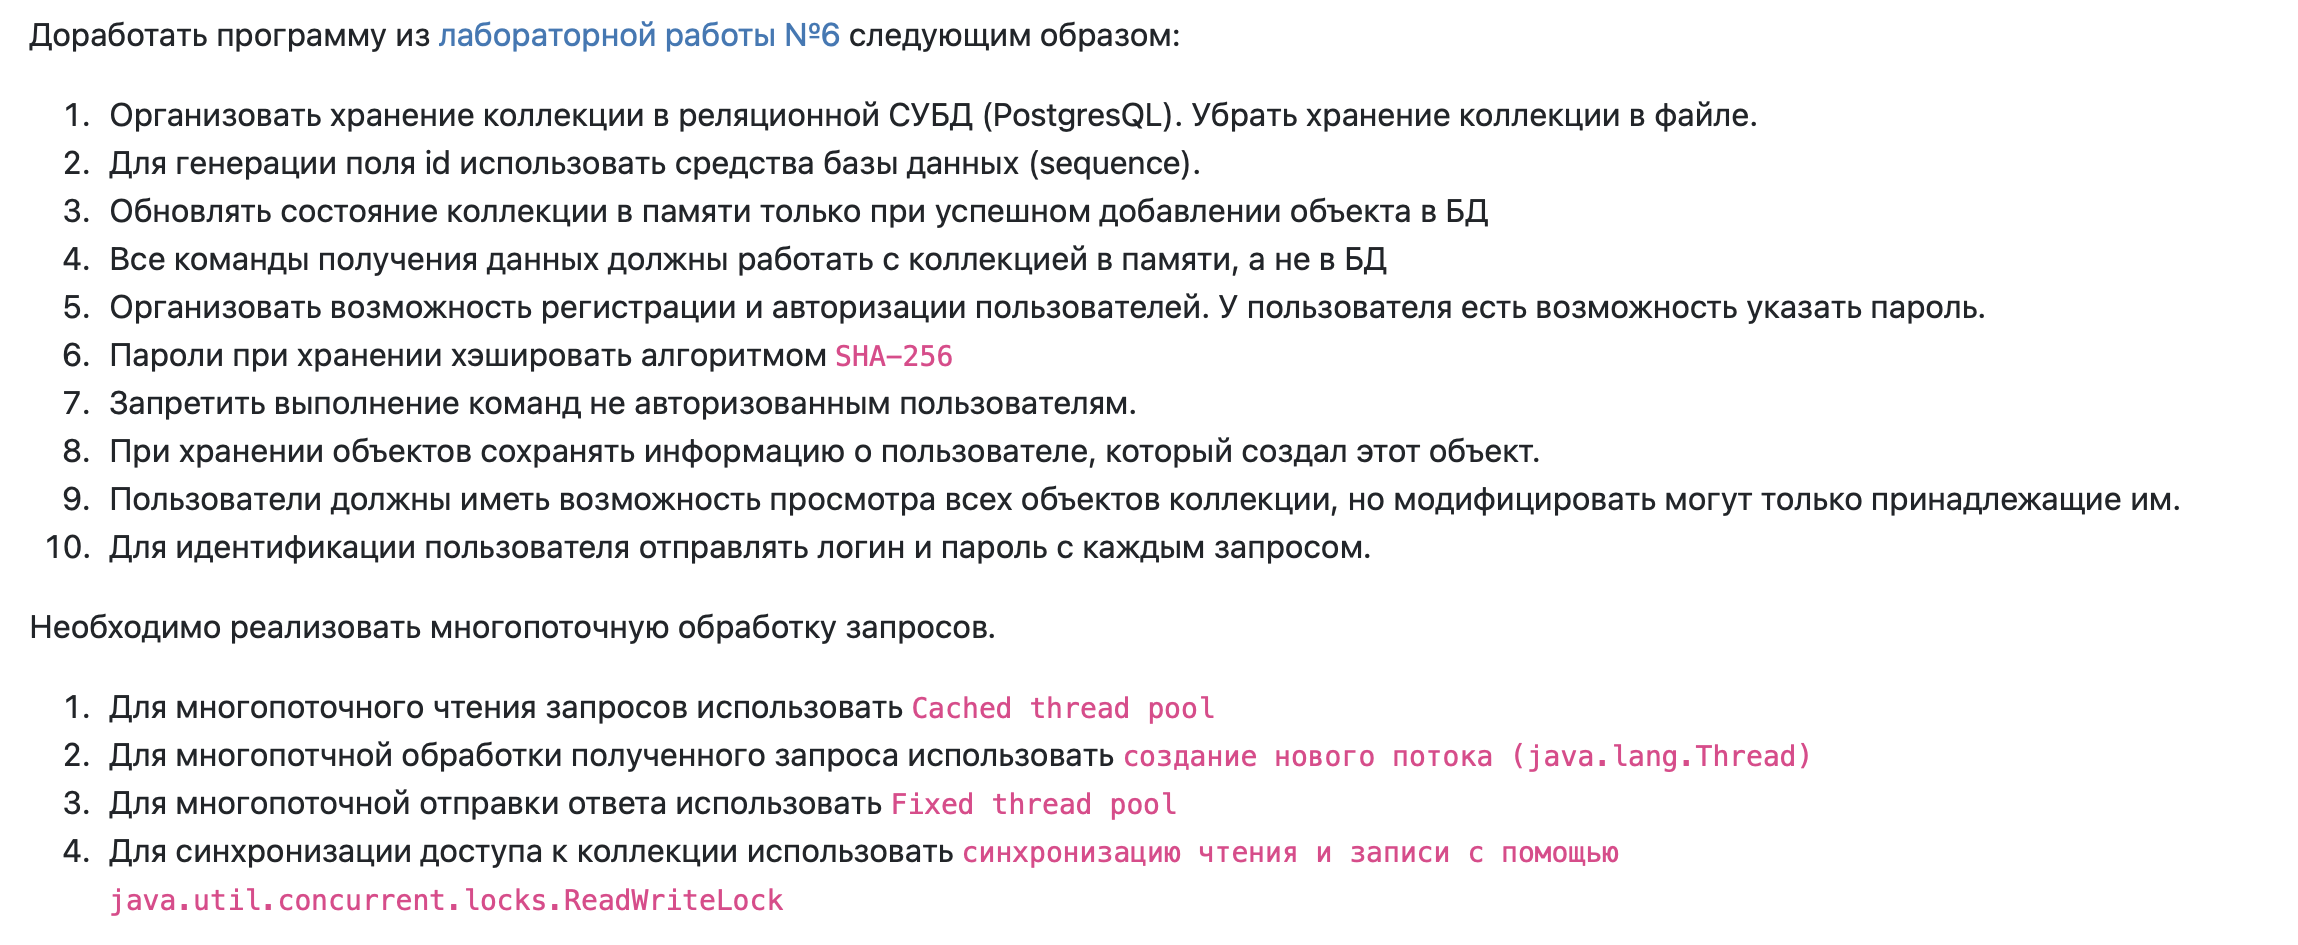 Доработать программу из лабораторной работы №6 следующим образом:
1. Организовать хранение коллекции в реляционной СУБД (PostgresQL). Убрать хранение коллекции в файле.
2. Для генерации поля id использовать средства базы данных (sequence).
3. Обновлять состояние коллекции в памяти только при успешном добавлении объекта в БД
4. Все команды получения данных должны работать с коллекцией в памяти, а не в БД
5. Организовать возможность регистрации и авторизации пользователей. У пользователя есть возможность указать пароль.
6. Пароли при хранении хэшировать алгоритмом SHA-256
7. Запретить выполнение команд не авторизованным пользователям.
8. При хранении объектов сохранять информацию о пользователе, который создал этот объект.
9. Пользователи должны иметь возможность просмотра всех объектов коллекции, но модифицировать могут только принадлежащие им.
10. Для идентификации пользователя отправлять логин и пароль с каждым запросом.
Необходимо реализовать многопоточную обработку запросов.
1. Для многопоточного чтения запросов использовать Cached thread pool
2. Для многопотчной обработки полученного запроса использовать создание нового потока (java.lang.Thread)
3. Для многопоточной отправки ответа использовать Fixed thread pool
4. Для синхронизации доступа к коллекции использовать синхронизацию чтения и записи с помощью
java.util.concurrent.locks.ReadWriteLock